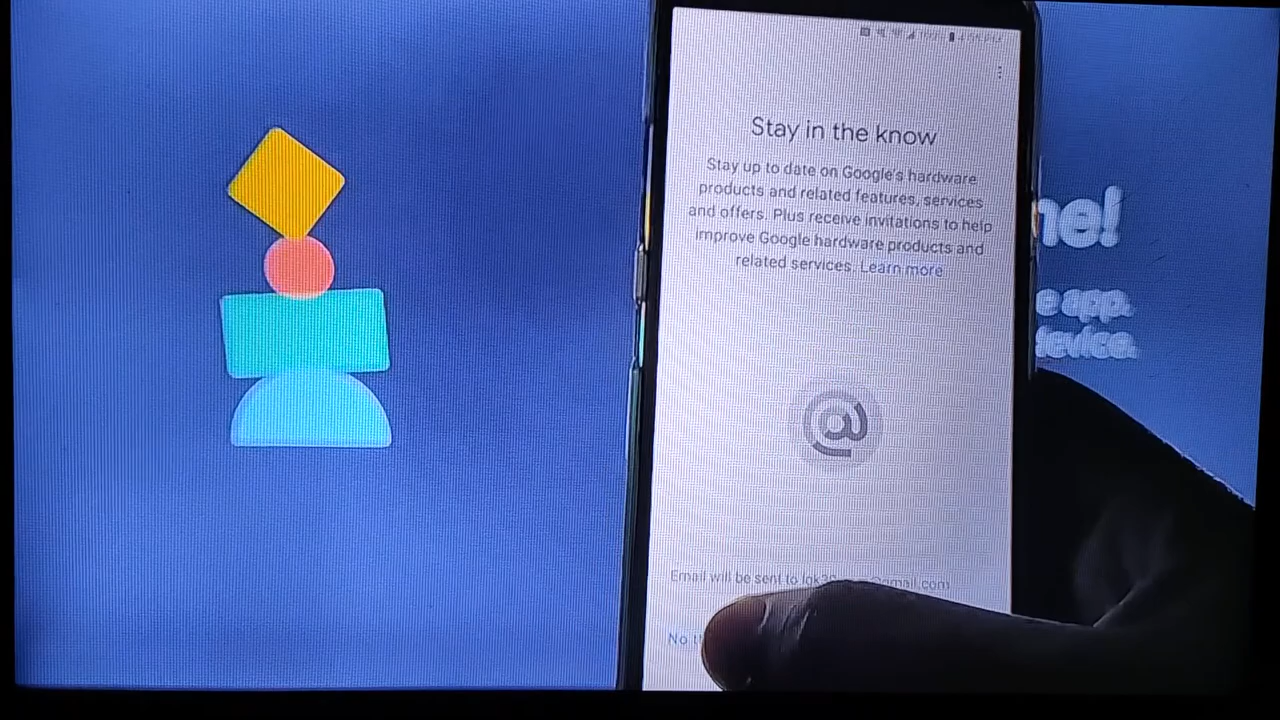 Stay in the know
Stay up to date on Google's hardware
products and related features, services
and offers. Plus receive invitations to help
improve Google hardware products and
related services. Learn more
@
Email will be sent to @gmail.com
No
ne!
e app.
device.